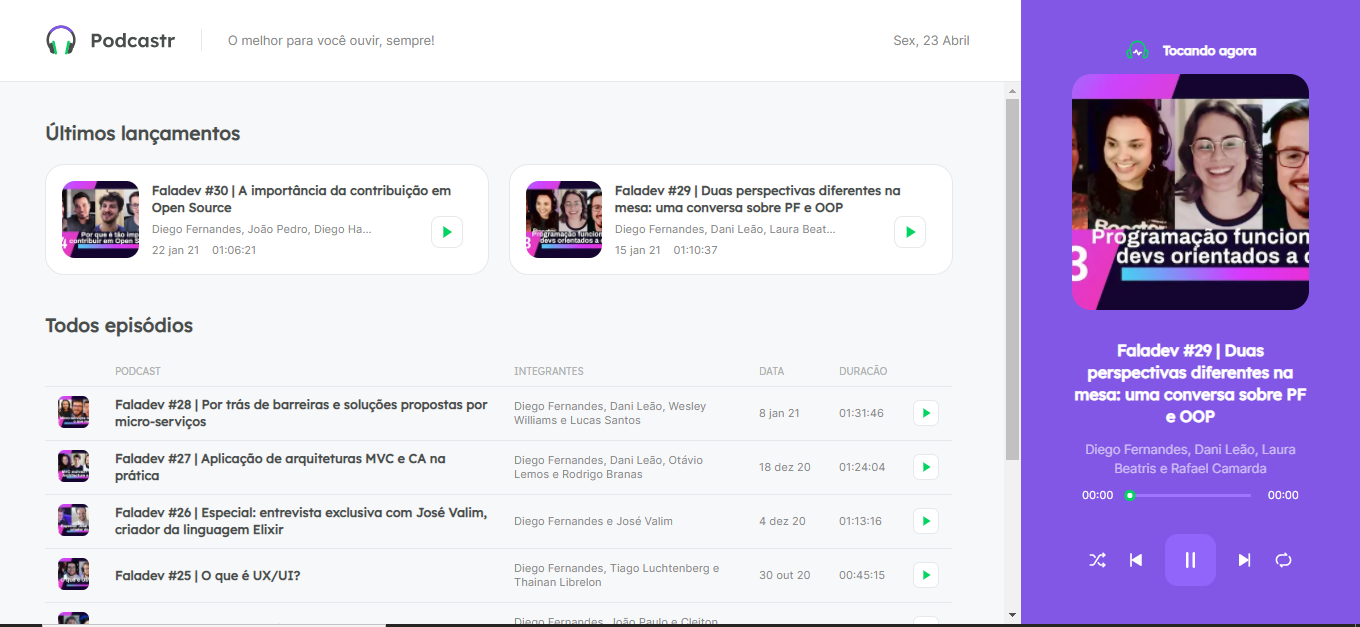 Podcastr
O melhor para você ouvir, sempre!
Sex, 23 Abril
Últimos lançamentos
Faladev #30 | A importância da contribuição em
Open Source
Diego Fernandes, João Pedro, Diego Ha...
22 jan 21 01:06:21
Faladev #29 | Duas perspectivas diferentes na
mesa: uma conversa sobre PF e OOP
Diego Fernandes, Dani Leão, Laura Beat...
15 jan 21 01:10:37
Todos episódios
PODCAST INTEGRANTES DATA DURACÃO
Faladev #28 | Por trás de barreiras e soluções propostas por
micro-serviços
Diego Fernandes, Dani Leão, Wesley
Williams e Lucas Santos
8 jan 21
01:31:46
Faladev #27 | Aplicação de arquiteturas MVC e CA na
prática
Diego Fernandes, Dani Leão, Otávio
Lemos e Rodrigo Branas
18 dez 20
01:24:04
Faladev #26 | Especial: entrevista exclusiva com José Valim,
criador da linguagem Elixir
Diego Fernandes e José Valim
4 dez 20
01:13:16
Faladev #25 | O que é UX/UI?
Diego Fernandes, Tiago Luchtenberg e
Thainan Librelon
30 out 20
00:45:15
Diego Fernandes, João Paulo e Cleiton
Tocando agora
Programação funcion
devs orientados a
3
Faladev #29 | Duas
perspectivas diferentes na
mesa: uma conversa sobre PF
e OOP
Diego Fernandes, Dani Leão, Laura
Beatris e Rafael Camarda
00:00 00:00